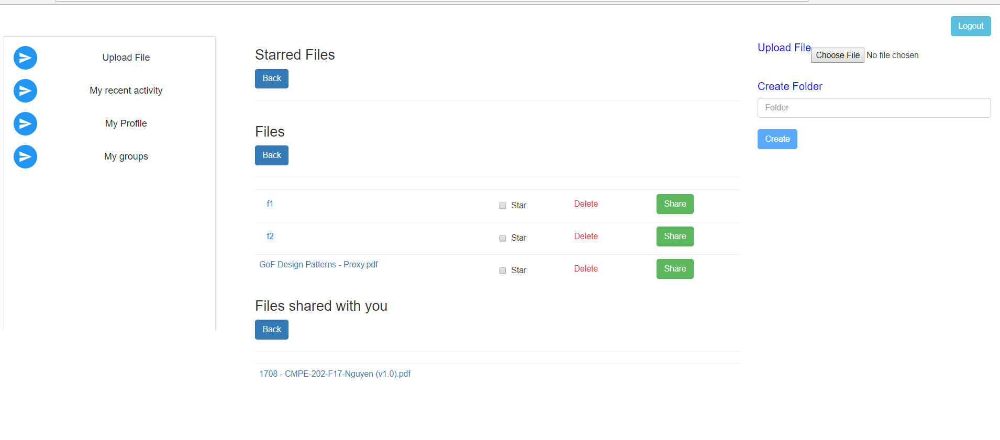 Logout
Upload File
My recent activity
My Profile
My groups
Starred Files
Back
Files
Back
f1 Star Delete Share
f2 Star Delete Share
GoF Design Patterns - Proxy.pdf Star Delete Share
Files shared with you
Back
1708 - CMPE-202-F17-Nguyen (v1.0).pdf
Upload File Choose File No file chosen
Create Folder
Folder
Create